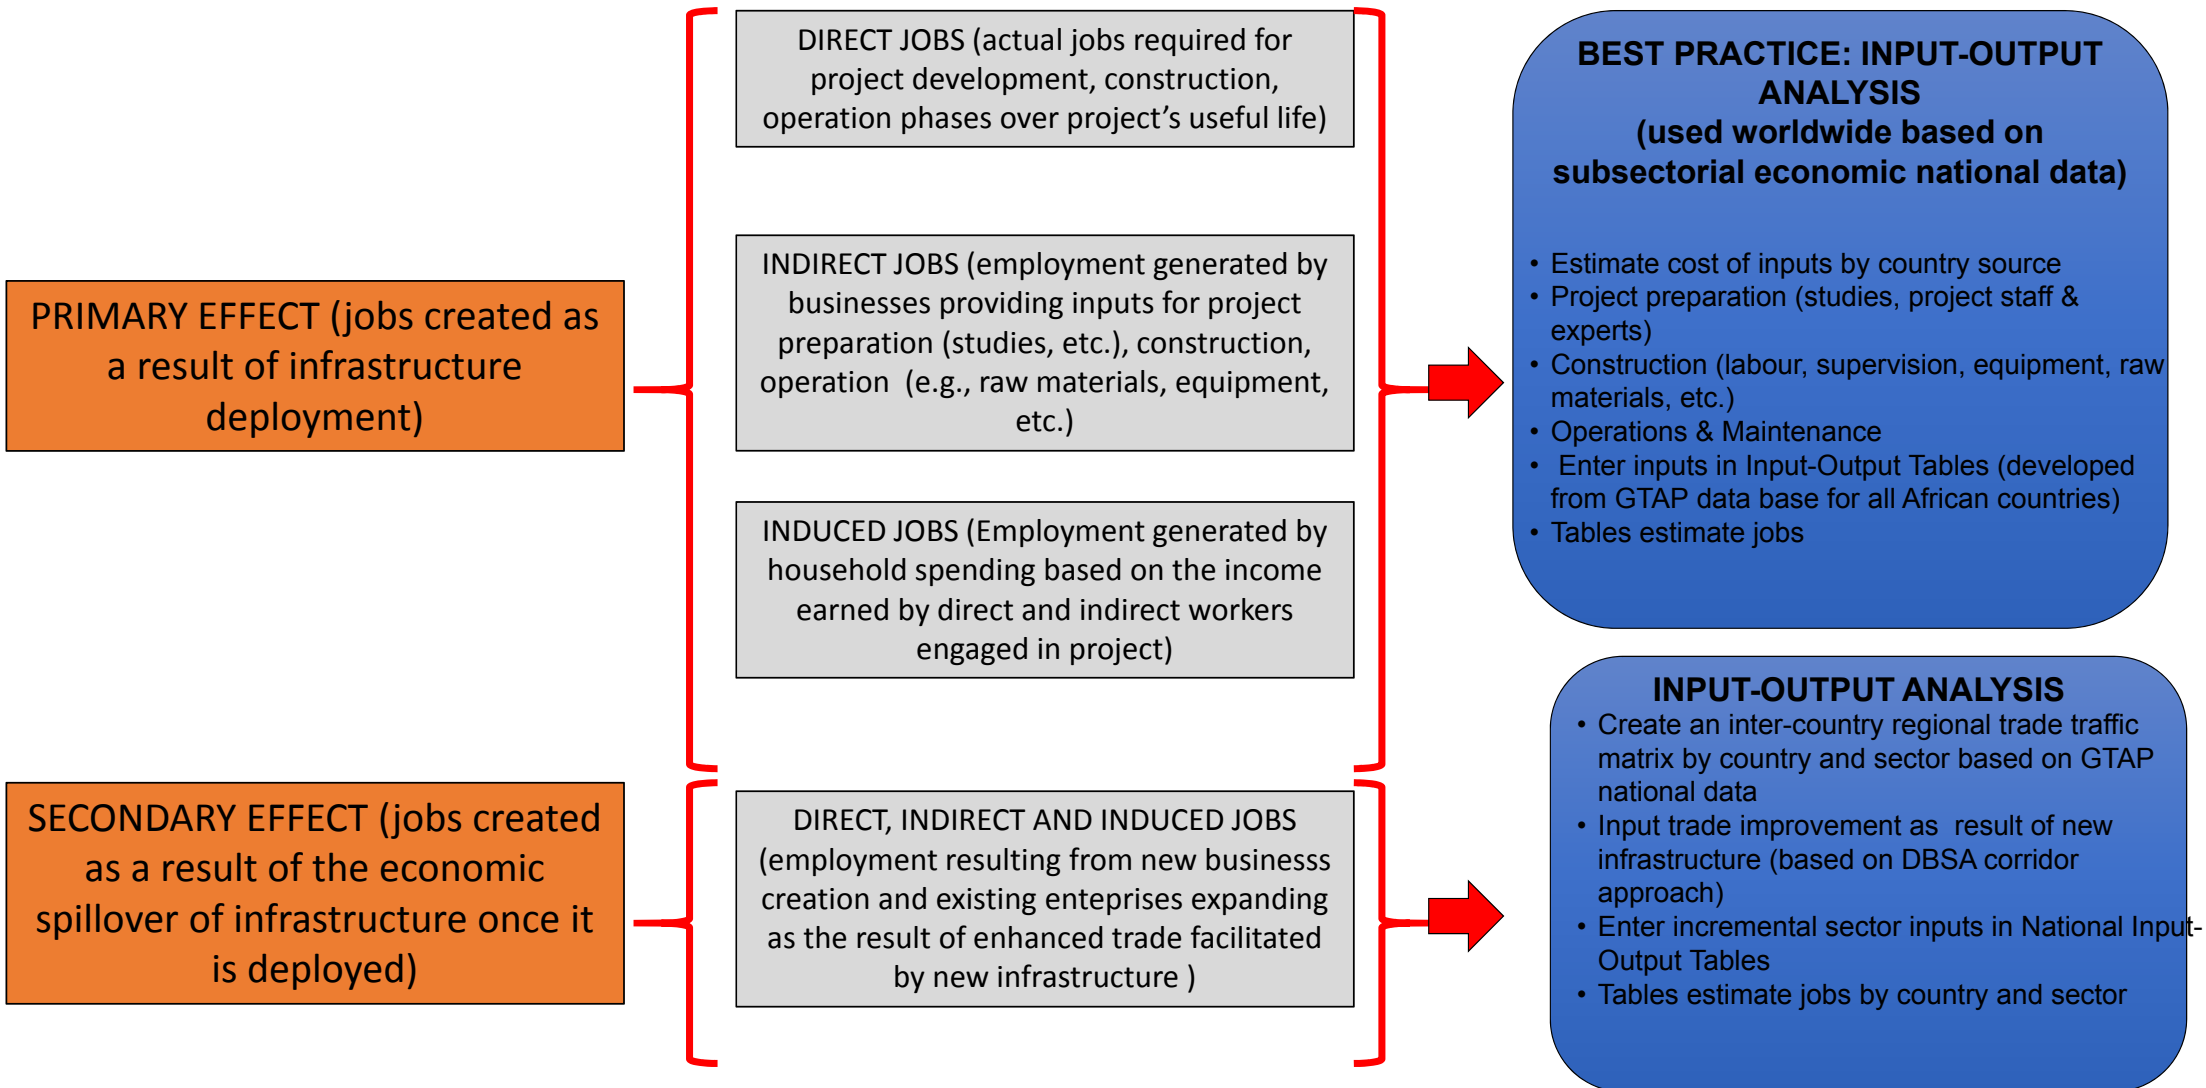 PRIMARY EFFECT (jobs created as
a result of infrastructure
deployment)
DIRECT JOBS (actual jobs required for
project development, construction,
operation phases over project’s useful life)
INDIRECT JOBS (employment generated by
businesses providing inputs for project
preparation (studies, etc.), construction,
operation  (e.g., raw materials, equipment,
etc.)
INDUCED JOBS (Employment generated by
household spending based on the income
earned by direct and indirect workers
engaged in project)
BEST PRACTICE: INPUT-OUTPUT
ANALYSIS
(used worldwide based on
subsectorial economic national data)
• Estimate cost of inputs by country source
• Project preparation (studies, project staff &
experts)
• Construction (labour, supervision, equipment, raw
materials, etc.)
• Operations & Maintenance
•  Enter inputs in Input-Output Tables (developed
from GTAP data base for all African countries)
• Tables estimate jobs
SECONDARY EFFECT (jobs created
as a result of the economic
spillover of infrastructure once it
is deployed)
DIRECT, INDIRECT AND INDUCED JOBS
(employment resulting from new businesss
creation and existing enteprises expanding
as the result of enhanced trade facilitated
by new infrastructure )
INPUT-OUTPUT ANALYSIS
• Create an inter-country regional trade traffic
matrix by country and sector based on GTAP
national data
• Input trade improvement as  result of new
infrastructure (based on DBSA corridor
approach)
• Enter incremental sector inputs in National Input-
Output Tables
• Tables estimate jobs by country and sector